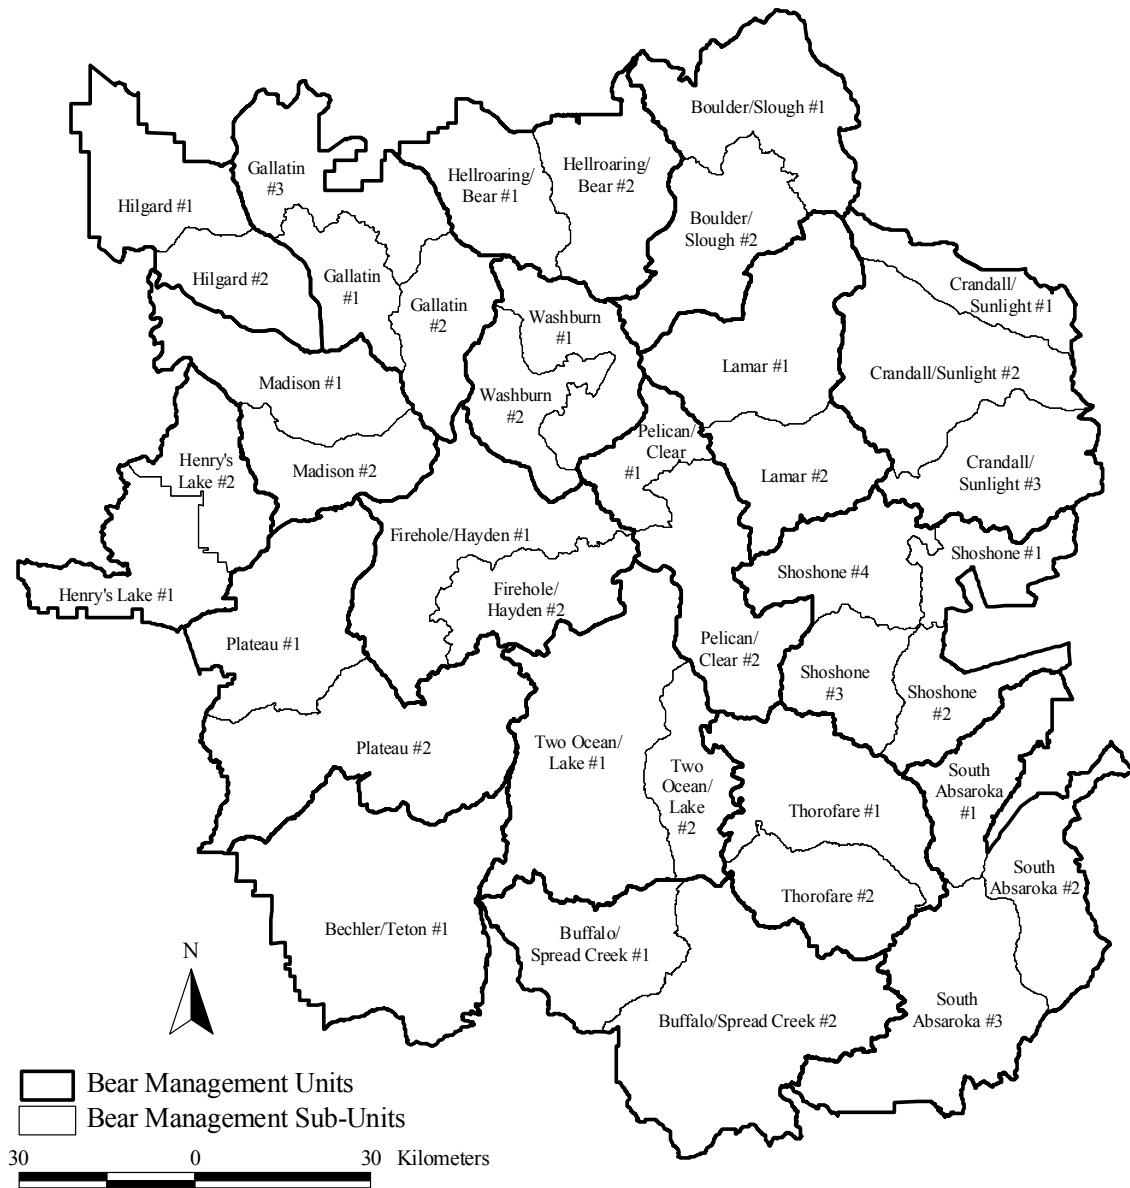 Boulder/Slough #1
Hellroaring/
Bear #2
Gallatin
#3
Hellroaring/
Bear #1
Hilgard #1
Boulder/
Slough #2
Hilgard #2
Gallatin
#1
Gallatin
#2
Crandall/
Sunlight #1
Washburn
#1
Madison #1
Lamar #1
Crandall/Sunlight #2
Washburn
#2
Pelican/
Clear
#1
Henry's
Lake #2
Madison #2
Lamar #2
Crandall/
Sunlight #3
Firehole/Hayden #1
Shoshone #1
Shoshone #4
Henry's Lake #1
Firehole/
Hayden #2
Plateau #1
Pelican/
Clear #2
Shoshone
#3
Shoshone
#2
Plateau #2
Two Ocean/
Lake #1
Two
Ocean/
Lake
#2
South
Absaroka
#1
Thorofare #1
South
Absaroka #2
Thorofare #2
Bechler/Teton #1
Buffalo/
Spread Creek #1
N
Buffalo/Spread Creek #2
South
Absaroka #3
Bear Management Units
Bear Management Sub-Units
30 0 30 Kilometers